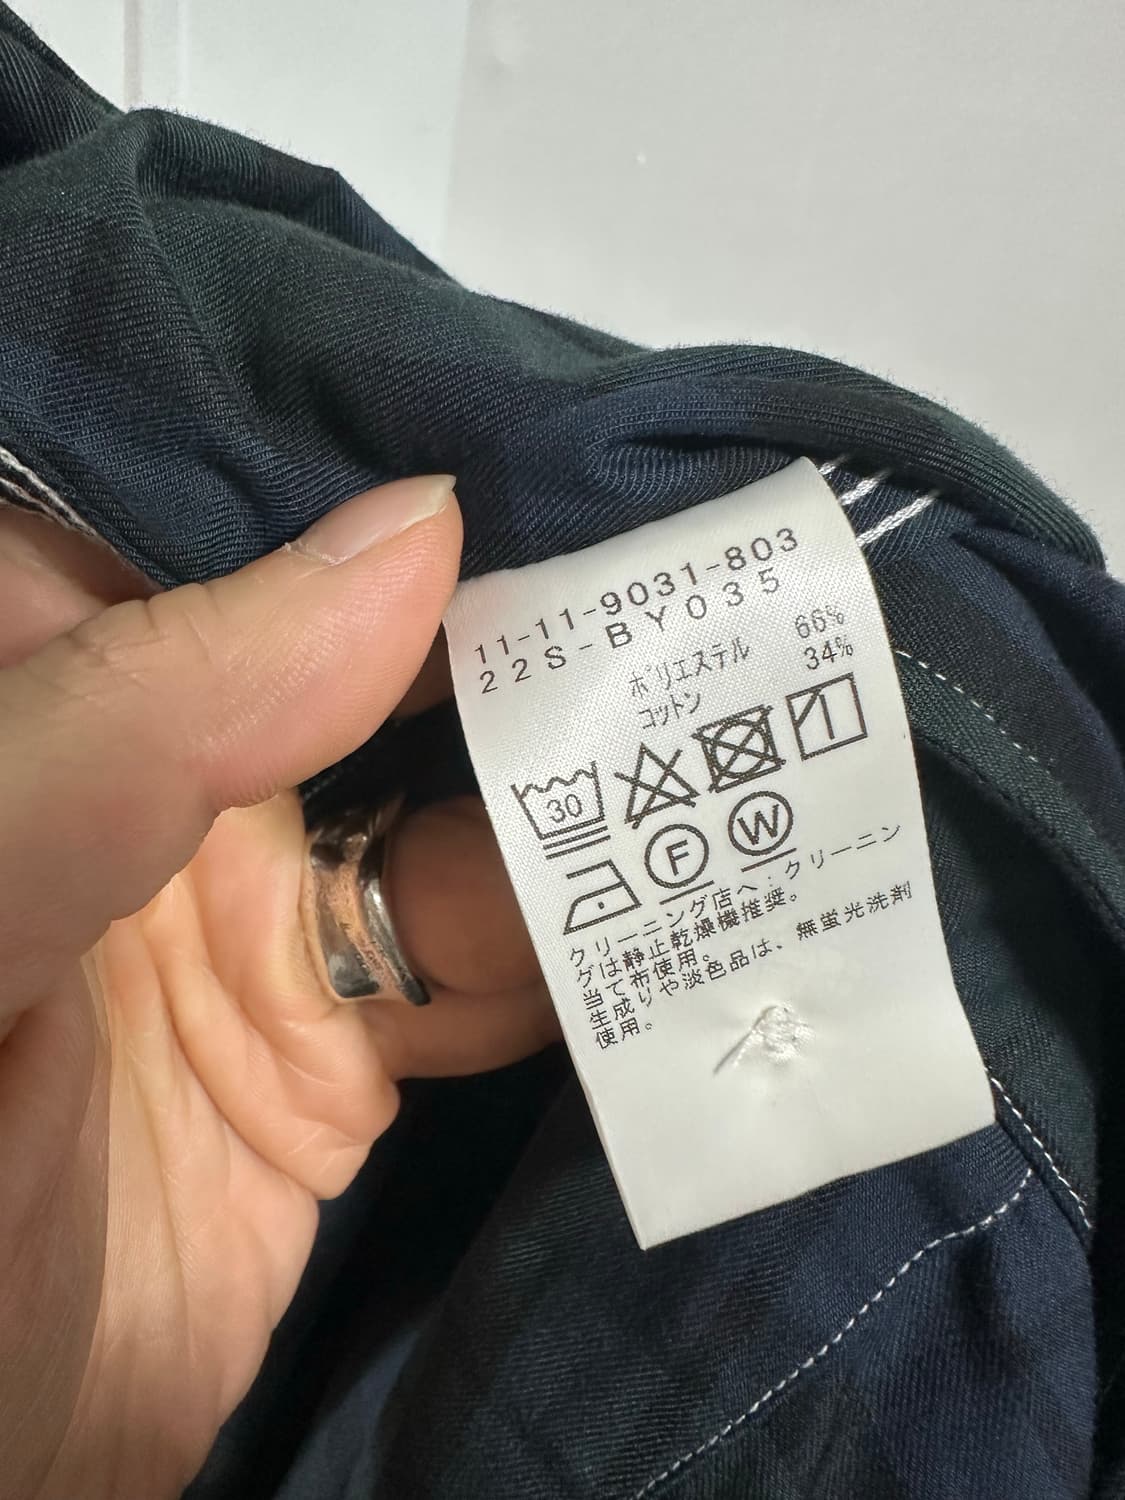 11-11-9031-803
22S-BY035
ポリエステル 66%
コットン 34%
30
F W
クリーニング店へ:クリーニン
グは静止乾燥機推奨。
当て布使用。
生成りや淡色品は、無蛍光洗剤
使用。